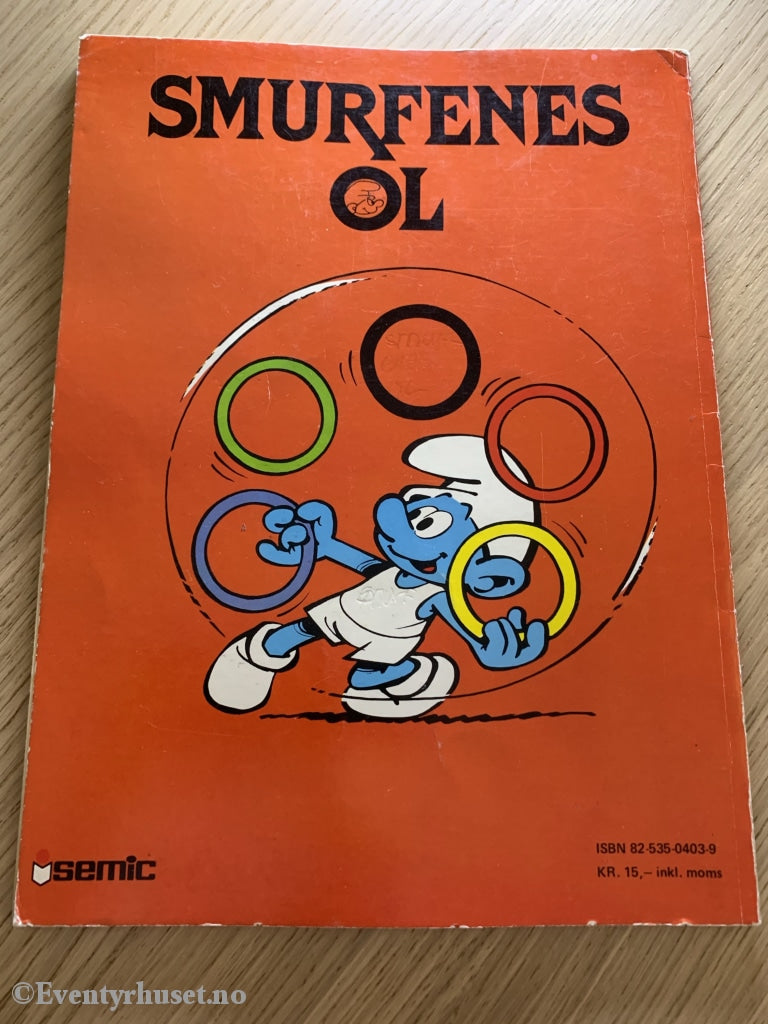 SMURFENES
OL
semic
ISBN 82-535-0403-9
KR. 15,– inkl. moms
©Eventyrhuset.no